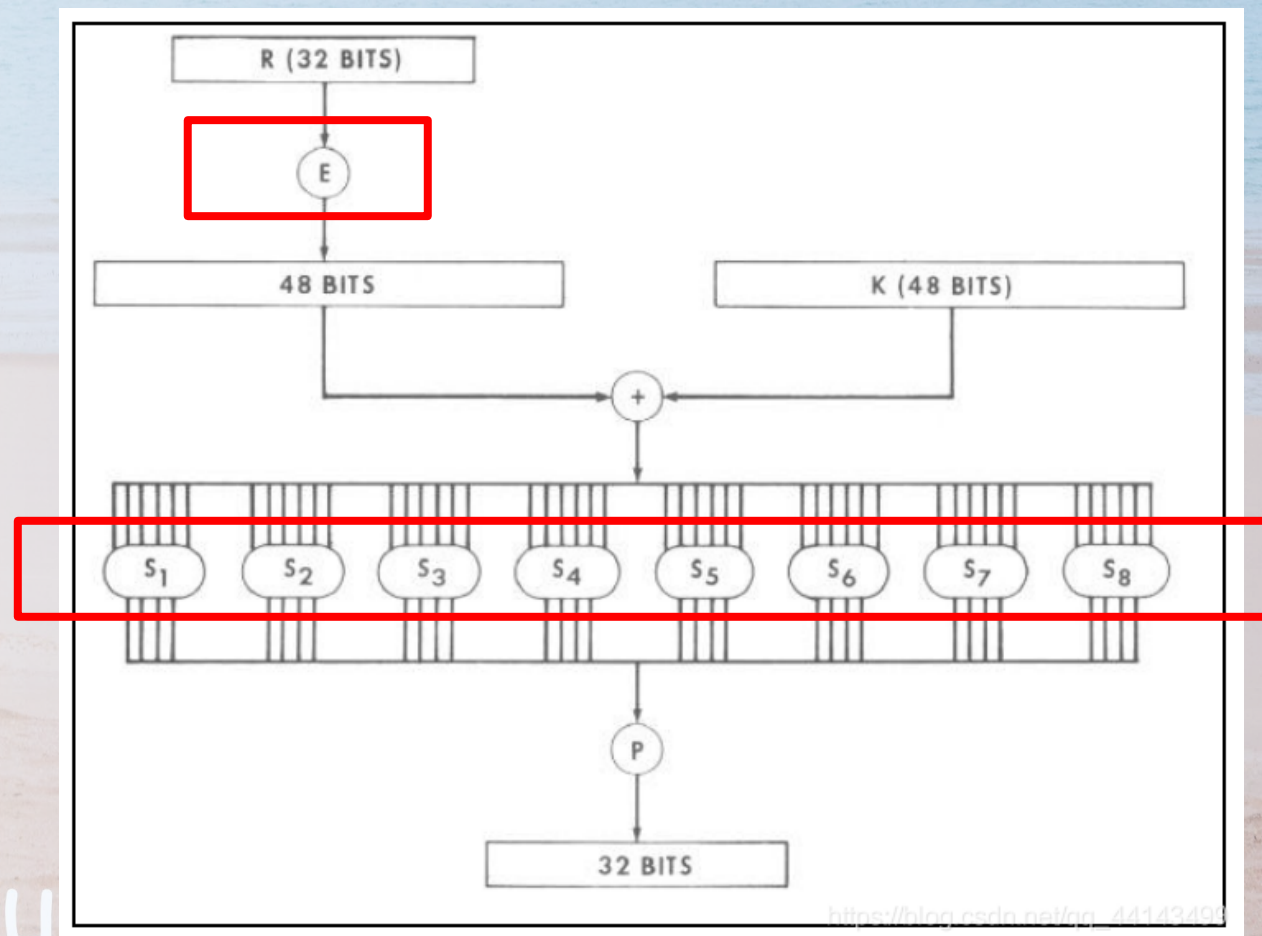 R (32 BITS)
E
48 BITS
K (48 BITS)
+
S1 S2 S3 S4 S5 S6 S7 S8
P
32 BITS
https://blog.csdn.net/qq_44143499